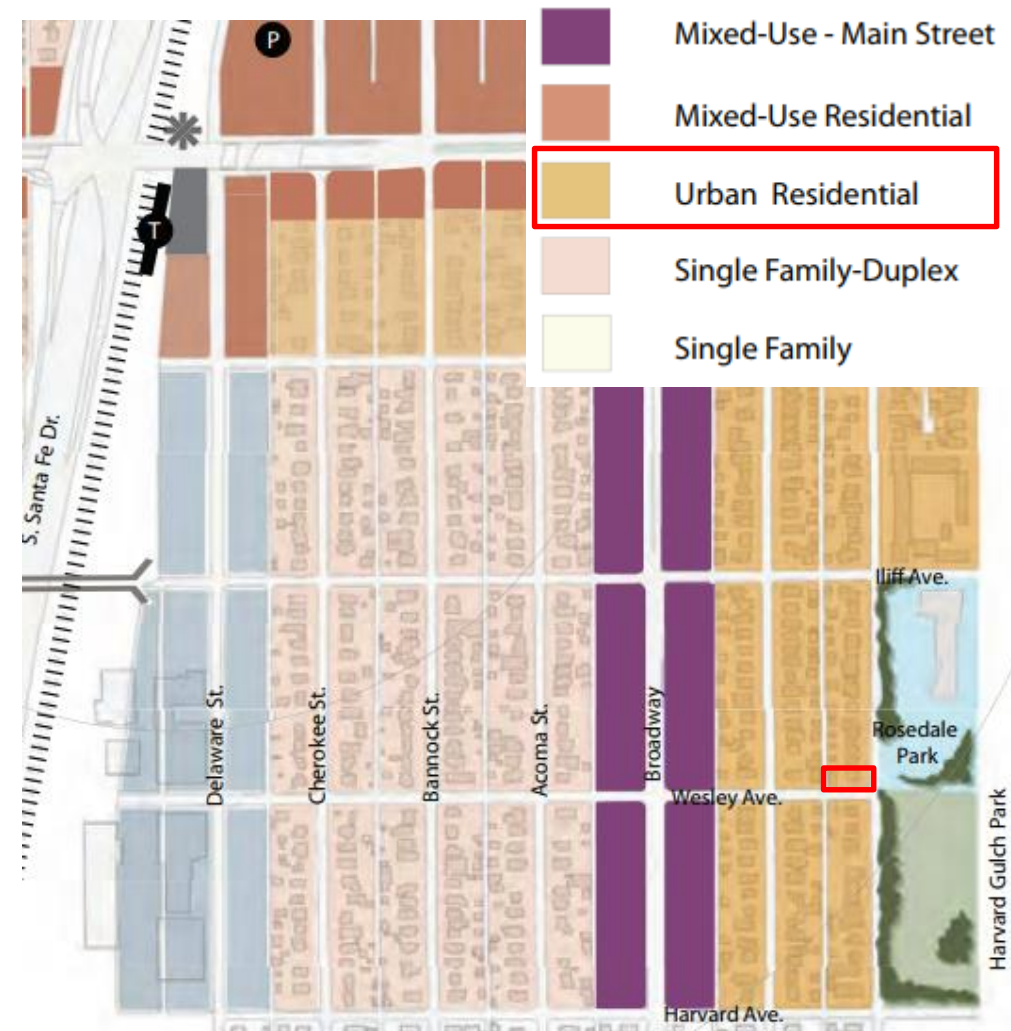 P
Mixed-Use - Main Street
Mixed-Use Residential
Urban Residential
Single Family-Duplex
Single Family
T
S. Santa Fe Dr.
Iliff Ave.
Delaware St.
Cherokee St.
Bannock St.
Acoma St.
Broadway
Rosedale
Park
Wesley Ave.
Harvard Gulch Park
Harvard Ave.